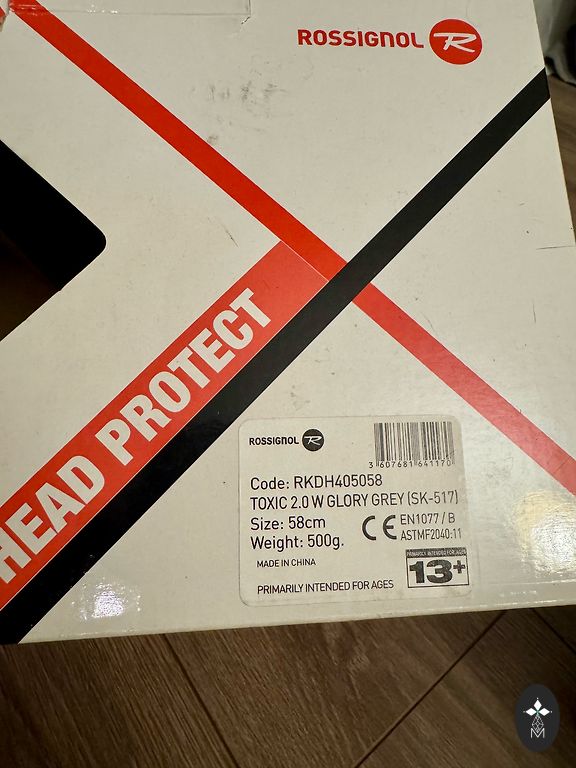 ROSSIGNOL R
HEAD PROTECT
ROSSIGNOL R
3 607681 641170
Code: RKDH405058
TOXIC 2.0 W GLORY GREY (SK-517)
Size: 58cm
CE EN1077 / B
Weight: 500g.
ASTMF2040:11
MADE IN CHINA
PRIMARILY INTENDED FOR AGES
13+
PRIMARILY INTENDED FOR AGES
M